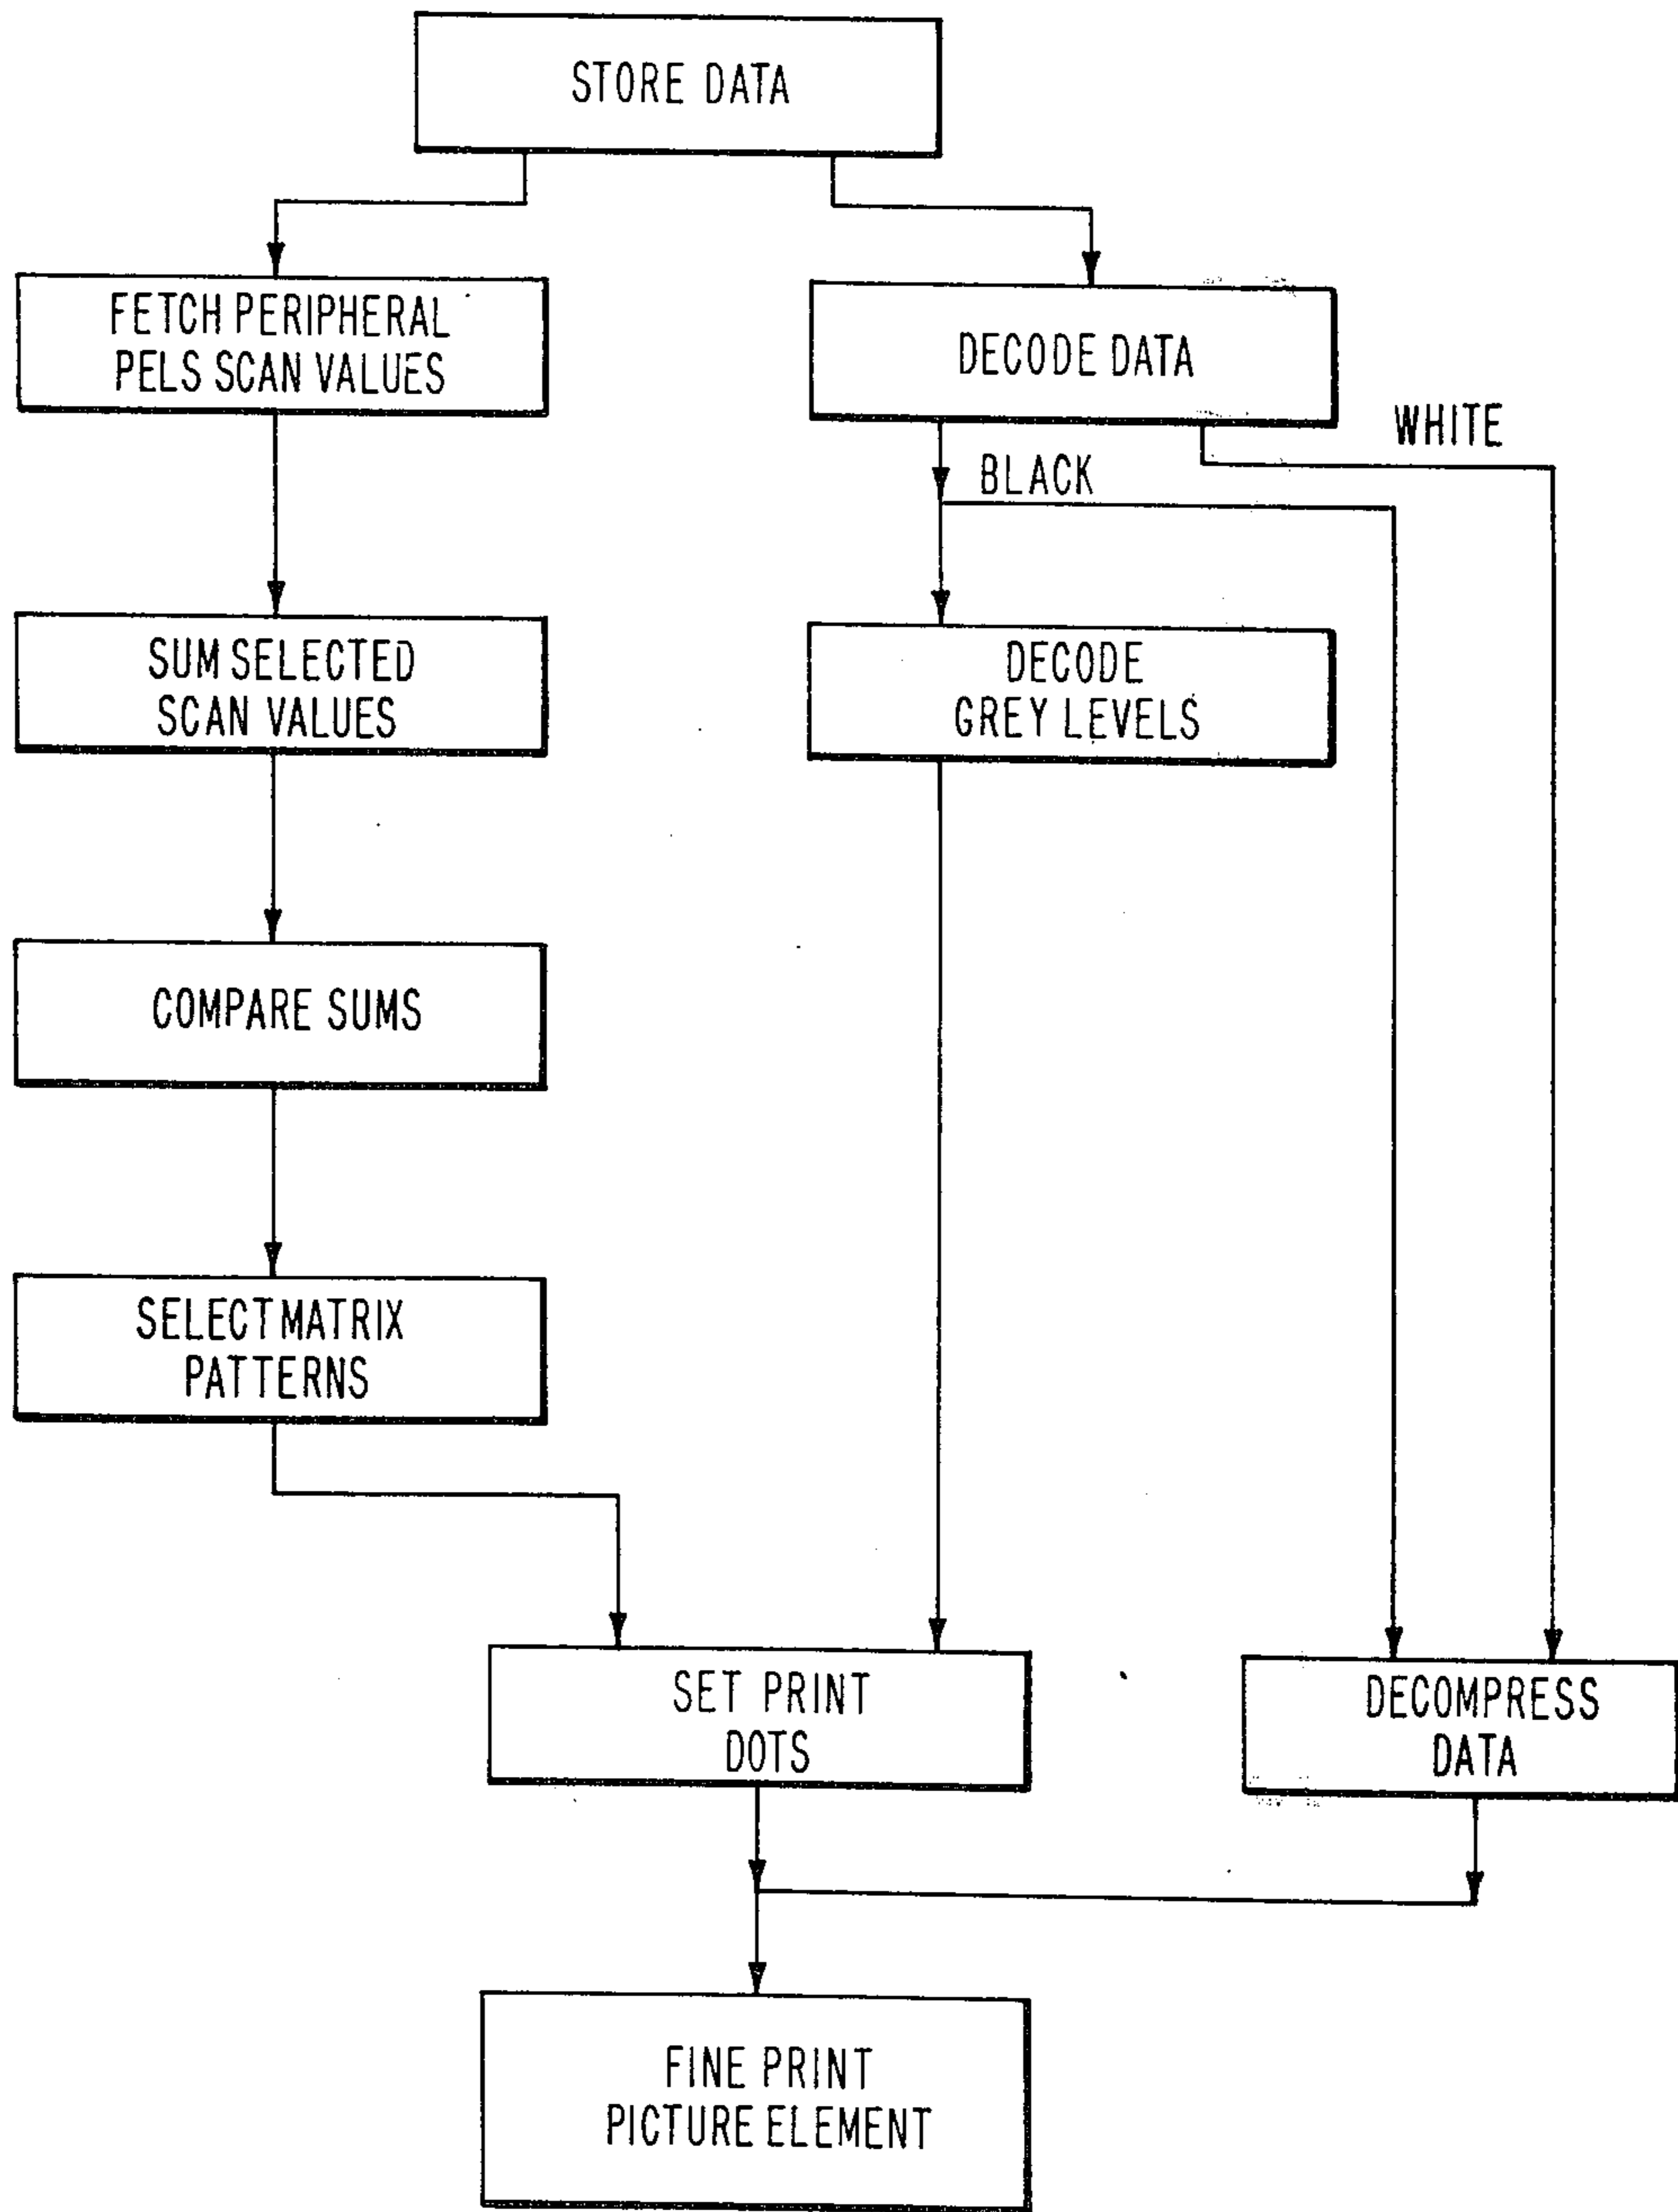 STORE DATA
FETCH PERIPHERAL
PELS SCAN VALUES
DECODE DATA
WHITE
BLACK
SUM SELECTED
SCAN VALUES
DECODE
GREY LEVELS
COMPARE SUMS
SELECT MATRIX
PATTERNS
SET PRINT
DOTS
DECOMPRESS
DATA
FINE PRINT
PICTURE ELEMENT